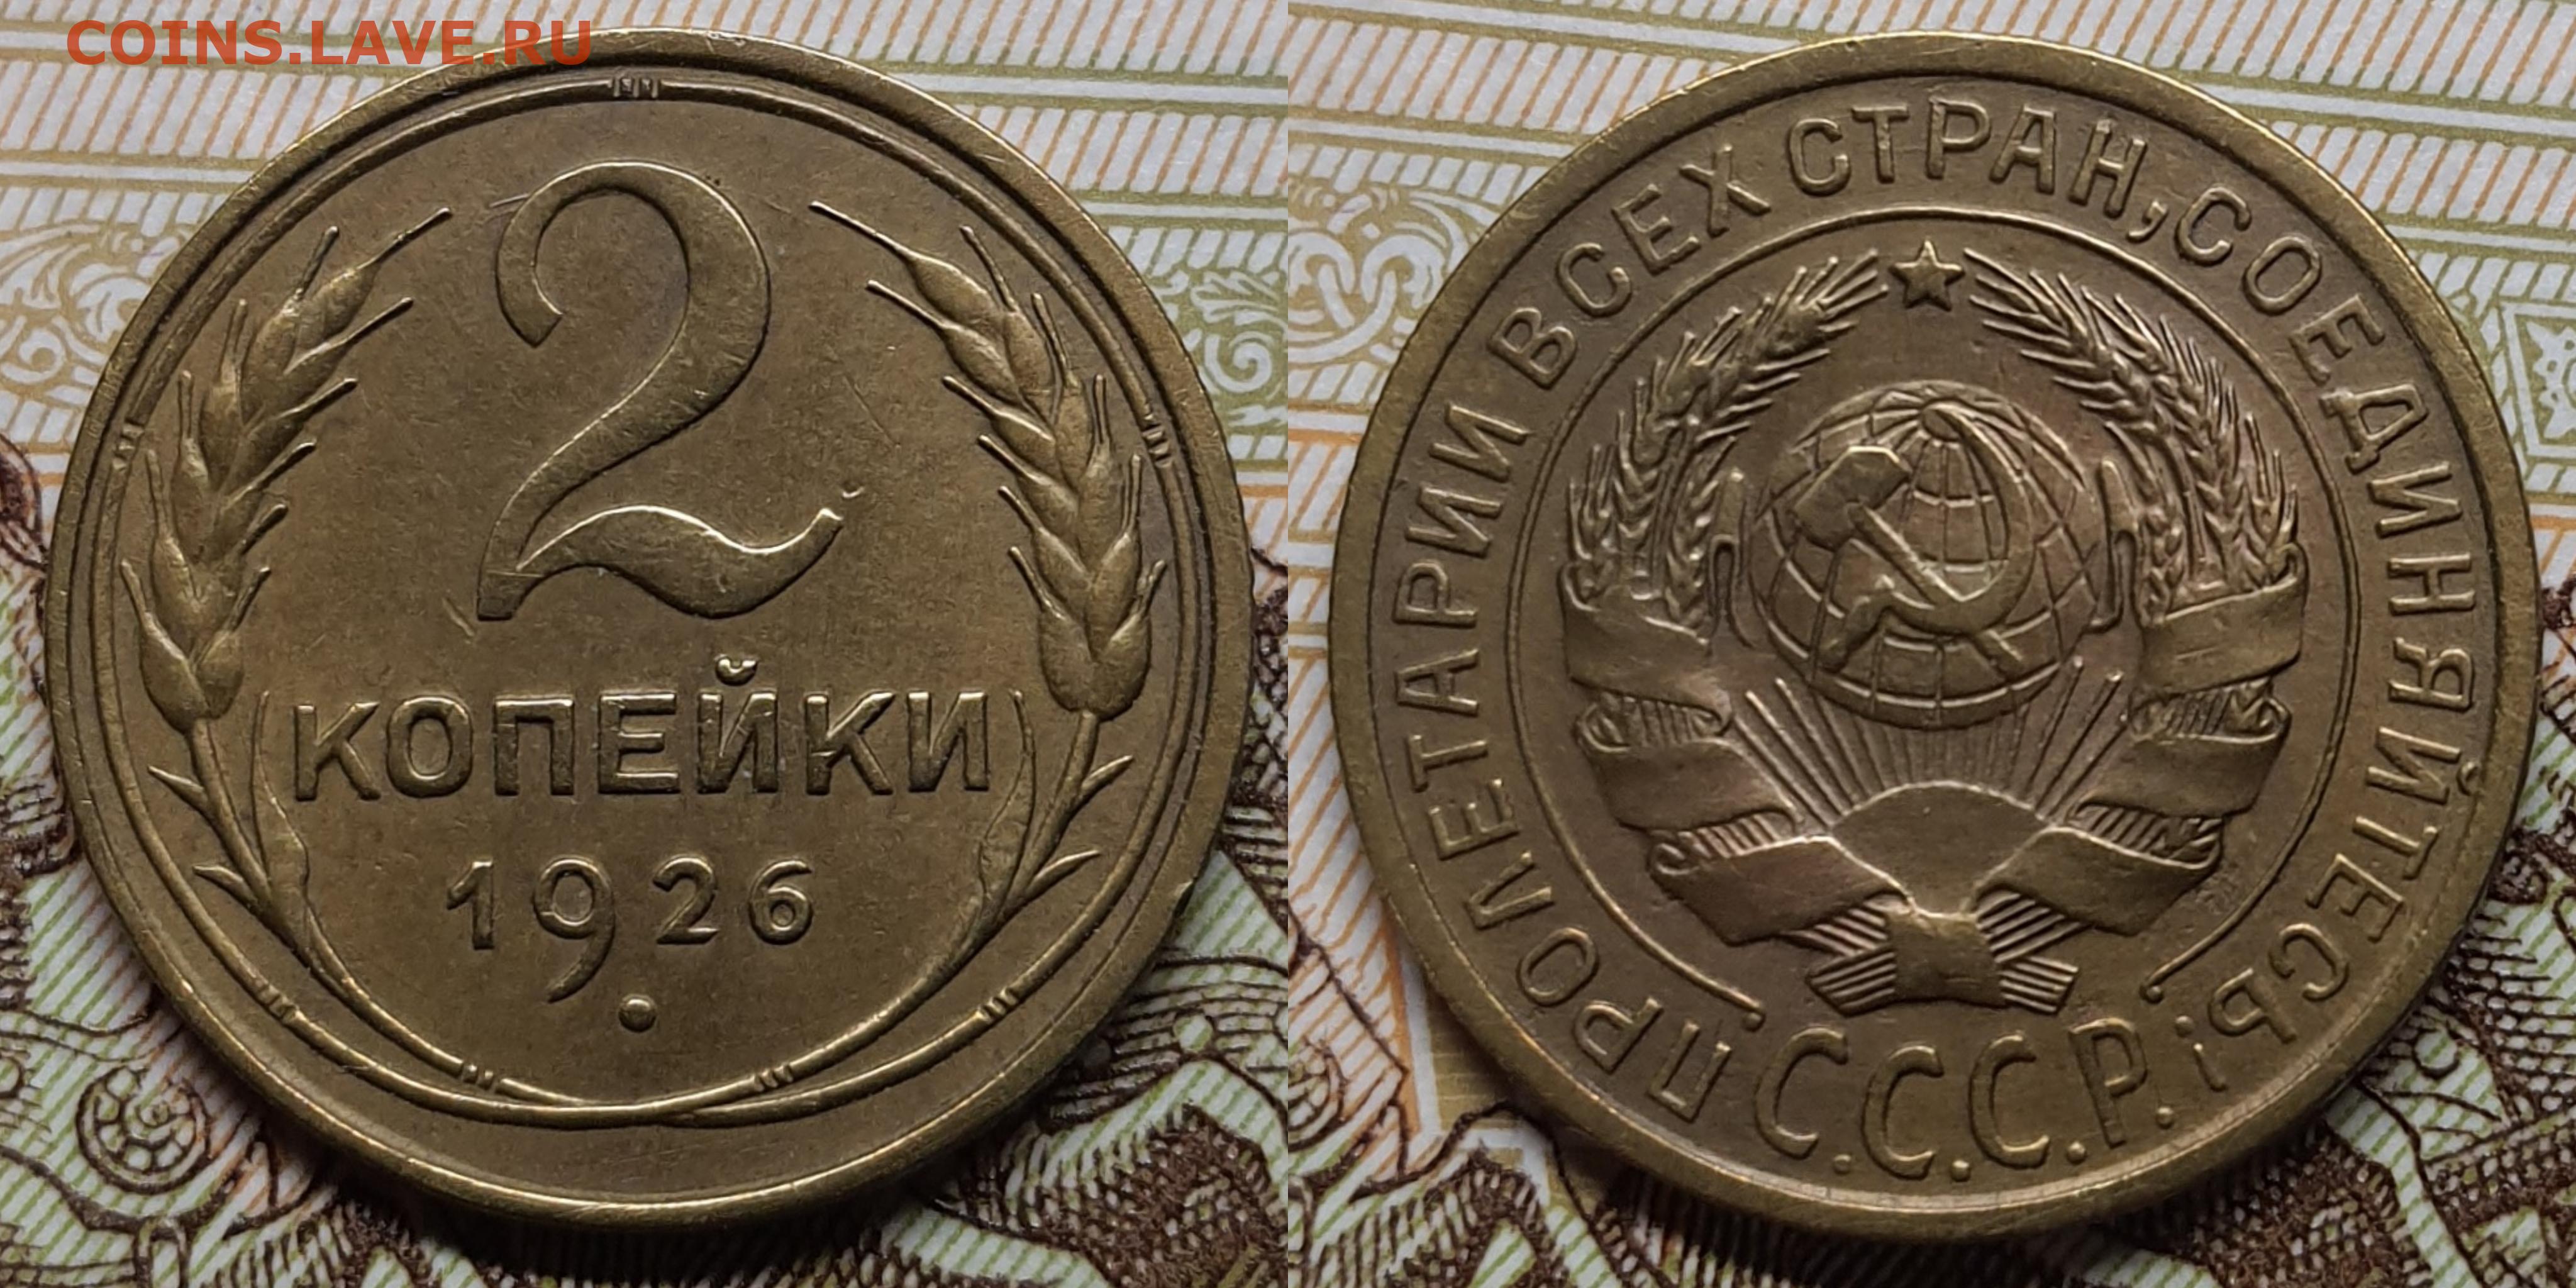 COINS.LAVE.RU
2
КОПЕЙКИ
1926
ПРОЛЕТАРИИ ВСЕХ СТРАН, СОЕДИНЯЙТЕСЬ!
С.С.С.Р.